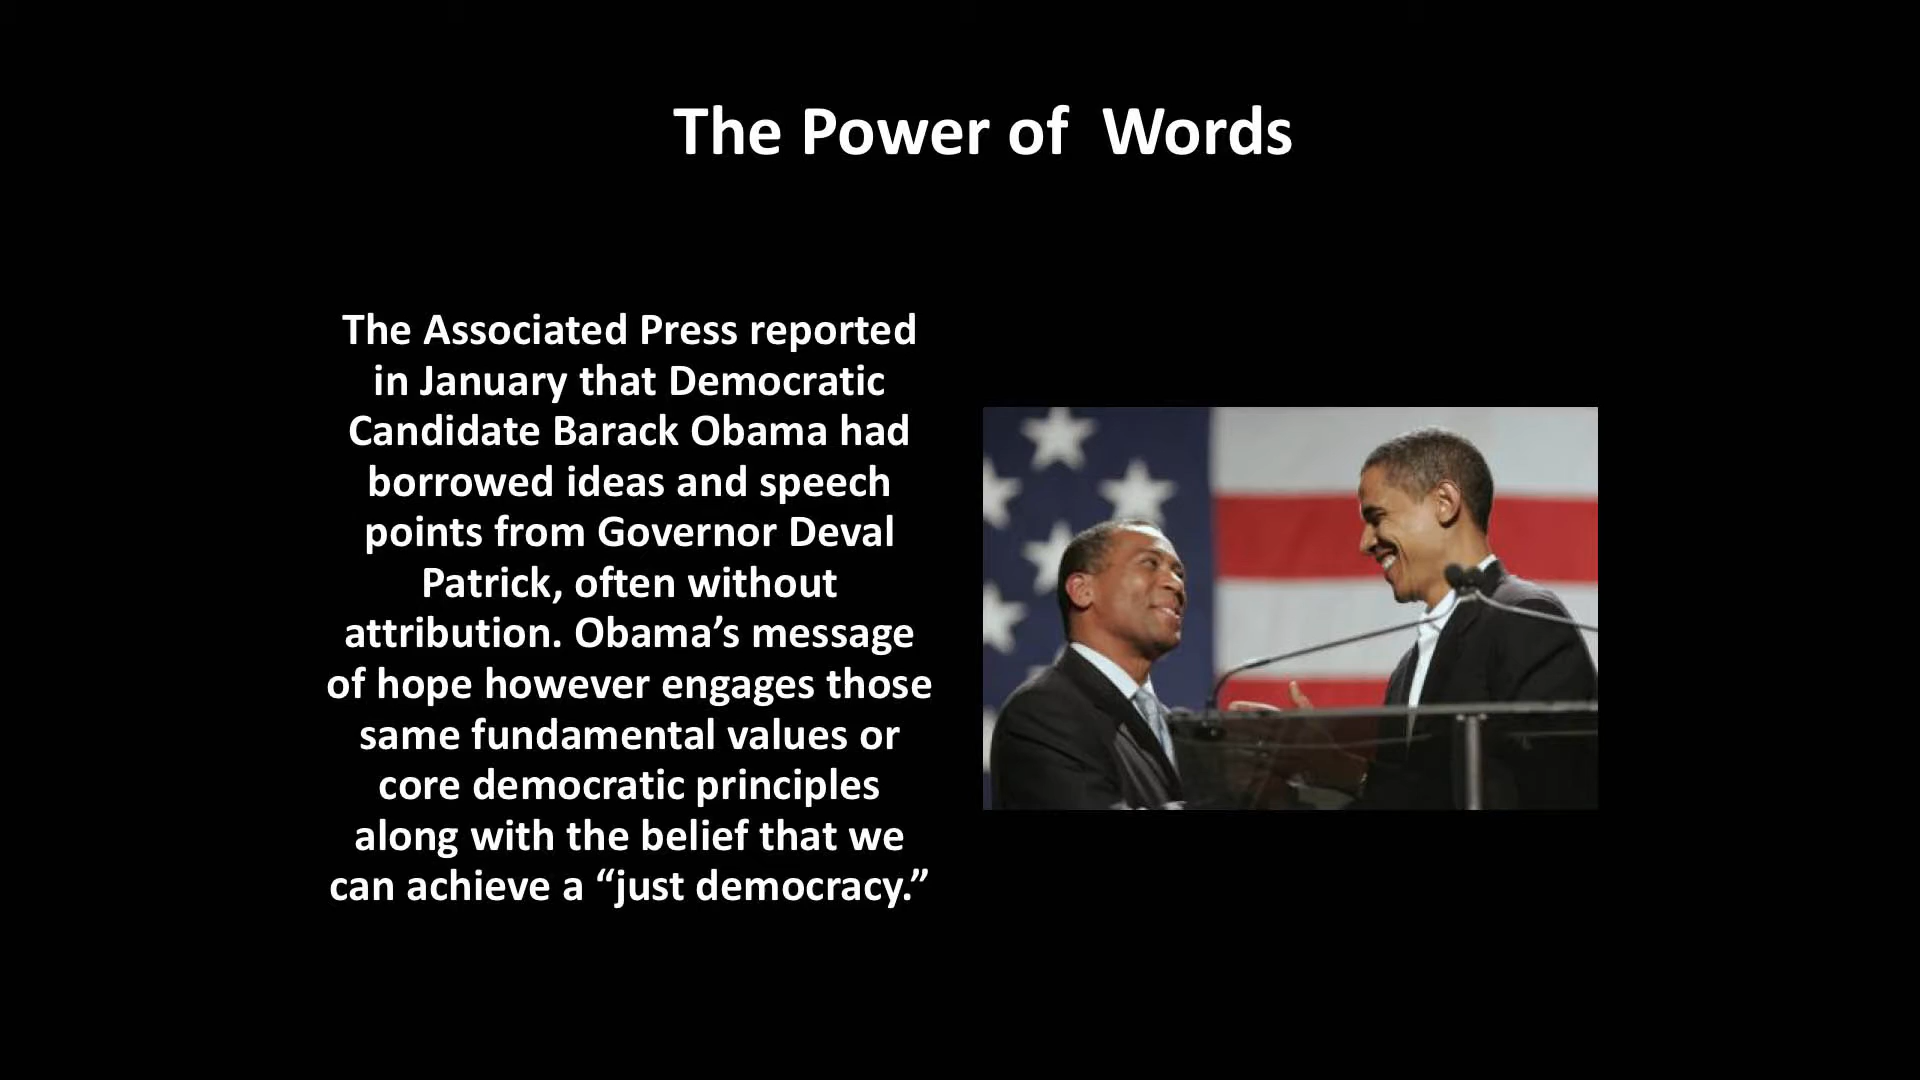 The Power of  Words
The Associated Press reported
in January that Democratic
Candidate Barack Obama had
borrowed ideas and speech
points from Governor Deval
Patrick, often without
attribution. Obama’s message
of hope however engages those
same fundamental values or
core democratic principles
along with the belief that we
can achieve a “just democracy.”